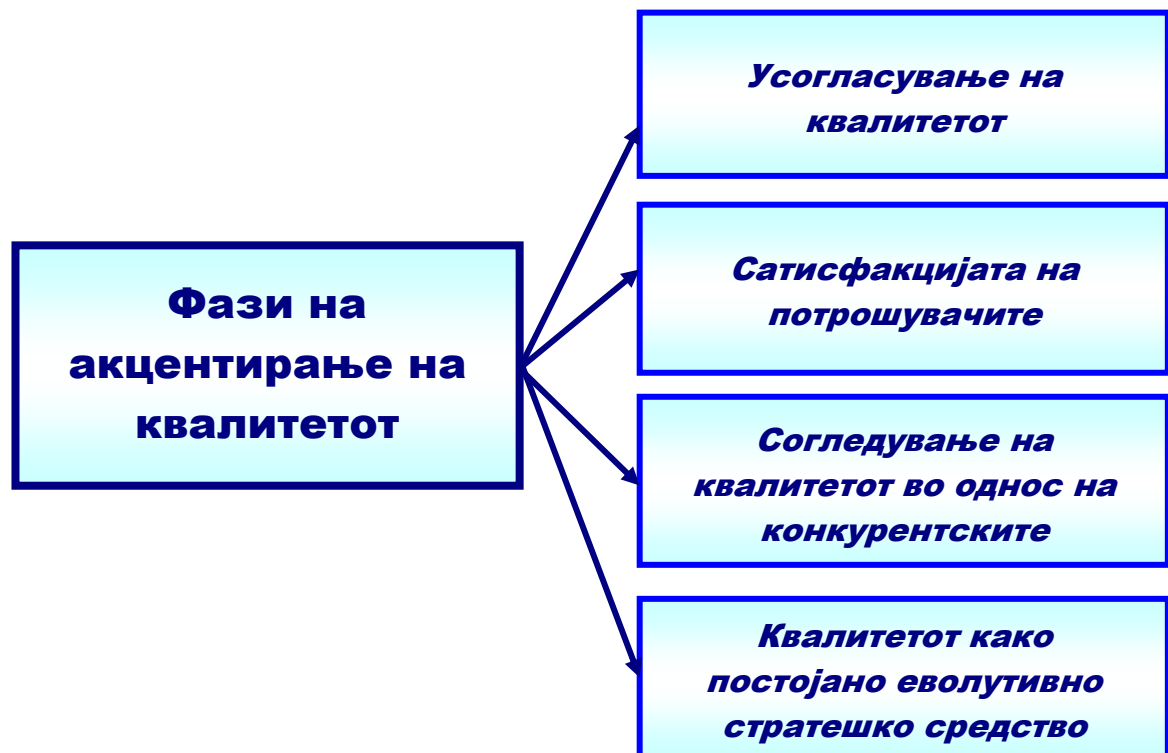 Усогласување на
квалитетот
Фази на
акцентирање на
квалитетот
Сатисфакцијата на
потрошувачите
Согледување на
квалитетот во однос на
конкурентските
Квалитетот како
постојано еволутивно
стратешко средство